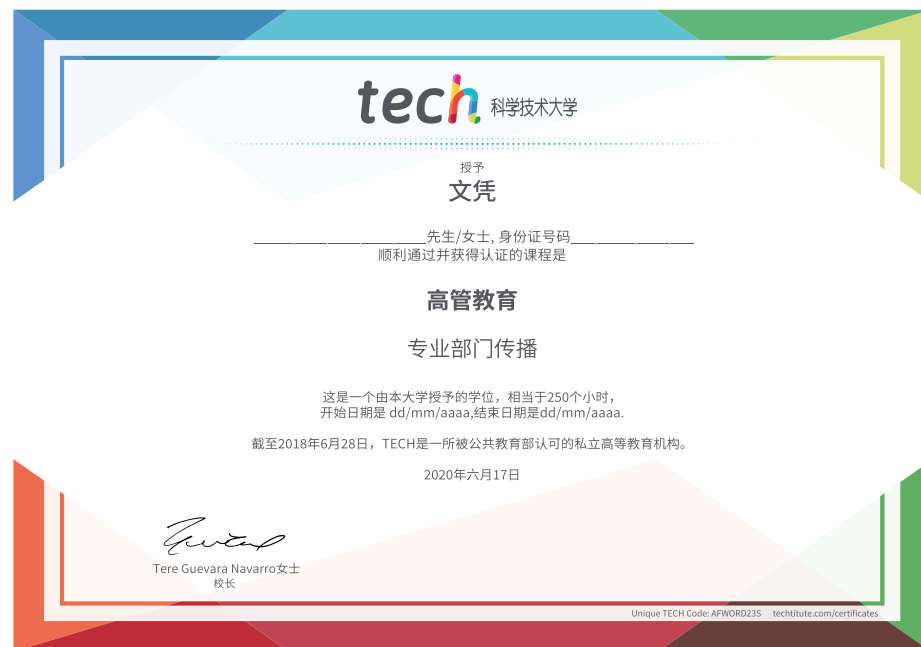 tech 科学技术大学
授予
文凭
______________________先生/女士, 身份证号码________________
顺利通过并获得认证的课程是
高管教育
专业部门传播
这是一个由本大学授予的学位，相当于250个小时，
开始日期是 dd/mm/aaaa,结束日期是dd/mm/aaaa.
截至2018年6月28日，TECH是一所被公共教育部认可的私立高等教育机构。
2020年六月17日
Tere Guevara Navarro女士
校长
Unique TECH Code: AFWORD23S techtitute.com/certificates